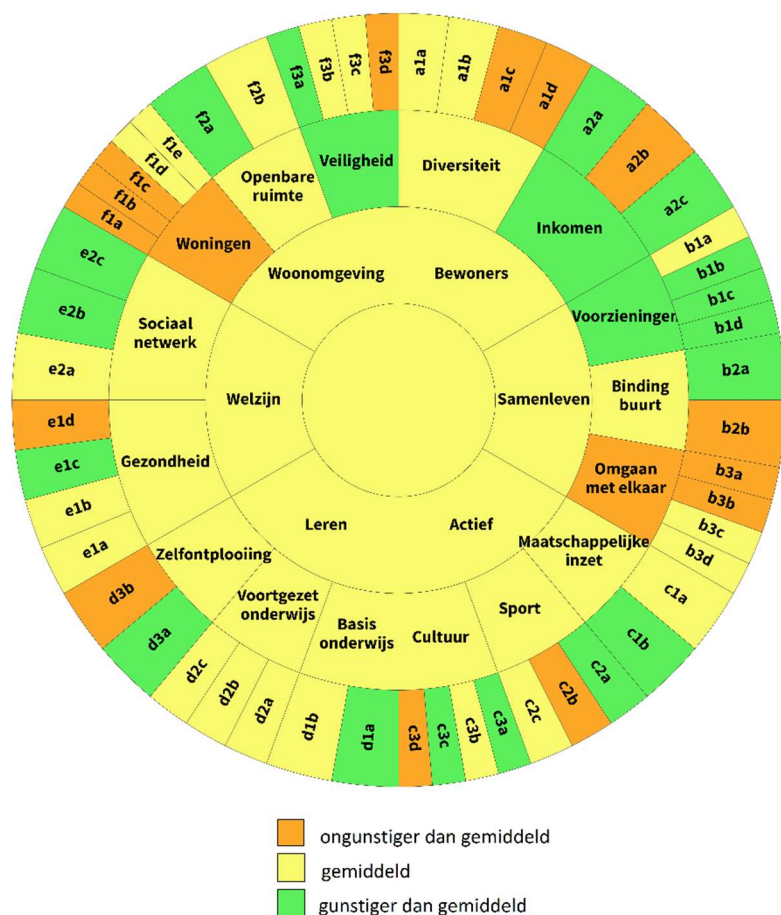 f3d
a1a
a1b
a1c
a1d
a2a
a2b
a2c
b1a
b1b
b1c
b1d
b2a
b2b
b3a
b3b
b3c
b3d
c1a
c1b
c2a
c2b
c2c
c3a
c3b
c3c
c3d
d1a
d1b
d2a
d2b
d2c
d3a
d3b
e1a
e1b
e1c
e1d
e2a
e2b
e2c
f1a
f1b
f1c
f1d
f1e
f2a
f2b
f3a
f3b
f3c
Veiligheid
Diversiteit
Inkomen
Voorzieningen
Binding
buurt
Omgaan
met elkaar
Maatschappelijke
inzet
Sport
Cultuur
Basis
onderwijs
Voortgezet
onderwijs
Zelfontplooiing
Gezondheid
Sociaal
netwerk
Woningen
Openbare
ruimte
Woonomgeving
Bewoners
Samenleven
Actief
Leren
Welzijn
ongunstiger dan gemiddeld
gemiddeld
gunstiger dan gemiddeld